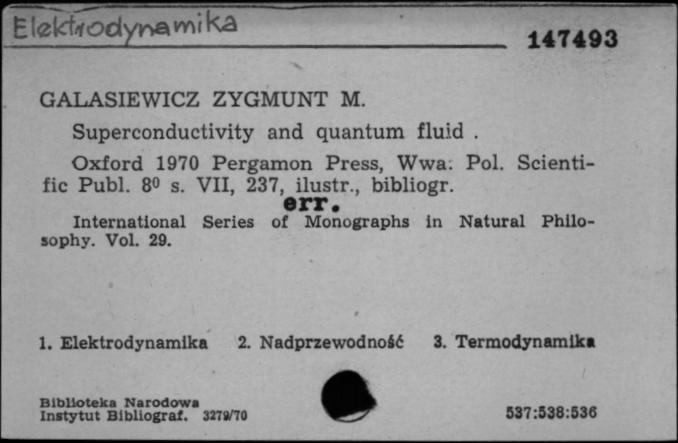 Elektrodynamika
147493
GALASIEWICZ ZYGMUNT M.
Superconductivity and quantum fluid .
Oxford 1970 Pergamon Press, Wwa: Pol. Scienti-
fic Publ. 8⁰ s. VII, 237, ilustr., bibliogr.
err.
International Series of Monographs in Natural Philo-
sophy. Vol. 29.
1. Elektrodynamika 2. Nadprzewodność 3. Termodynamika
Biblioteka Narodowa
Instytut Bibliograf. 3279/70
537:538:536